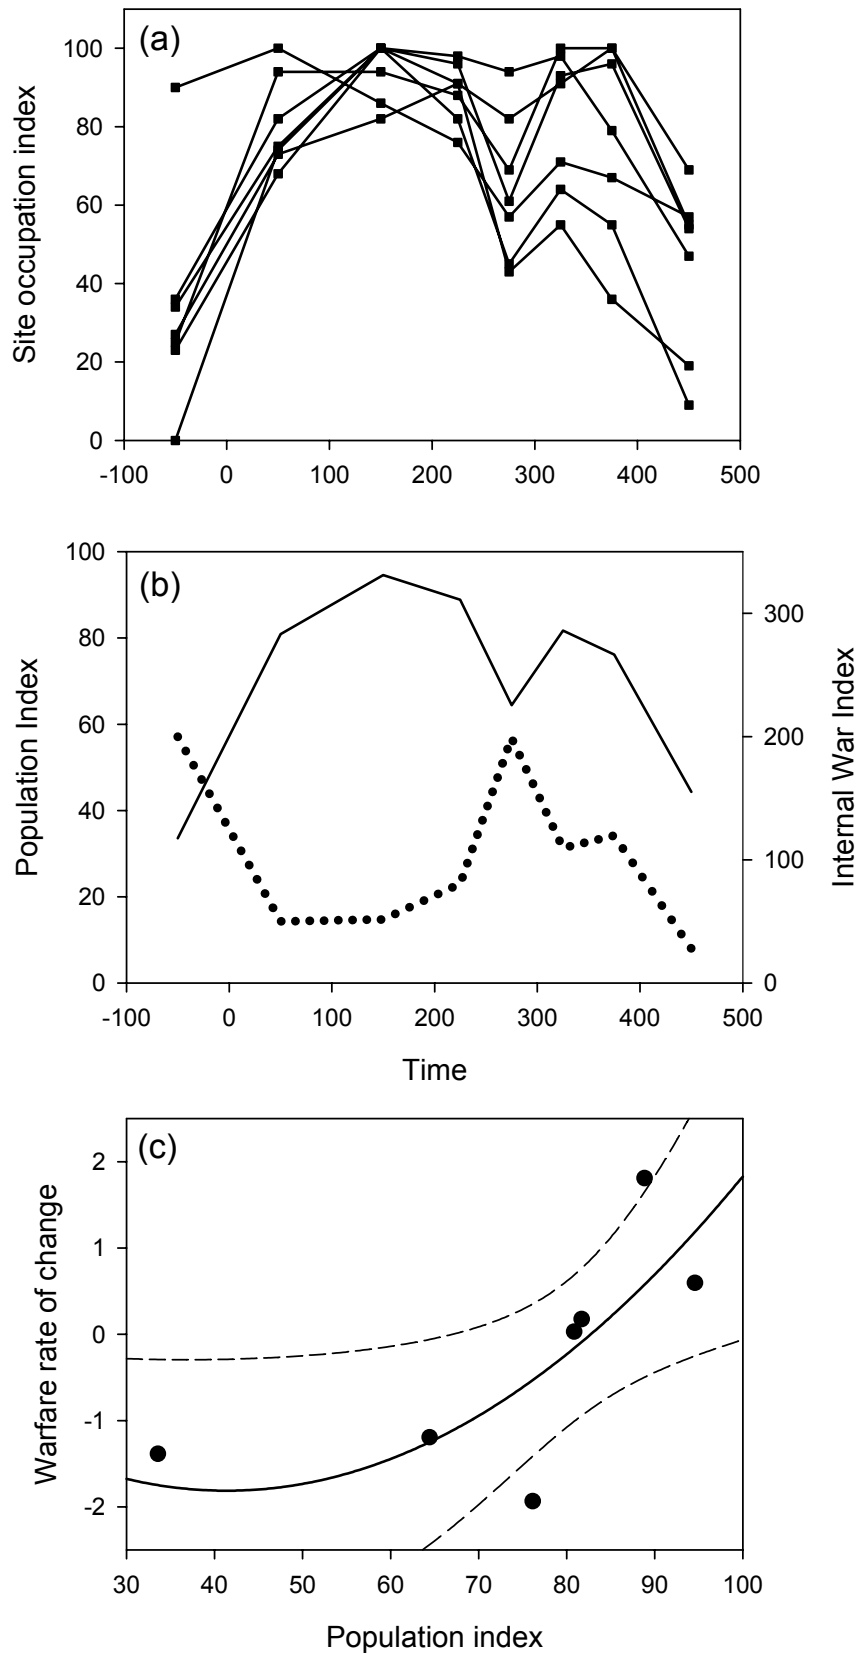 (a)
Site occupation index
100
80
60
40
20
0
-100 0 100 200 300 400 500
(b)
Population Index
100
80
60
40
20
0
Internal War Index
300
200
100
0
-100 0 100 200 300 400 500
Time
(c)
Warfare rate of change
2
1
0
-1
-2
30 40 50 60 70 80 90 100
Population index